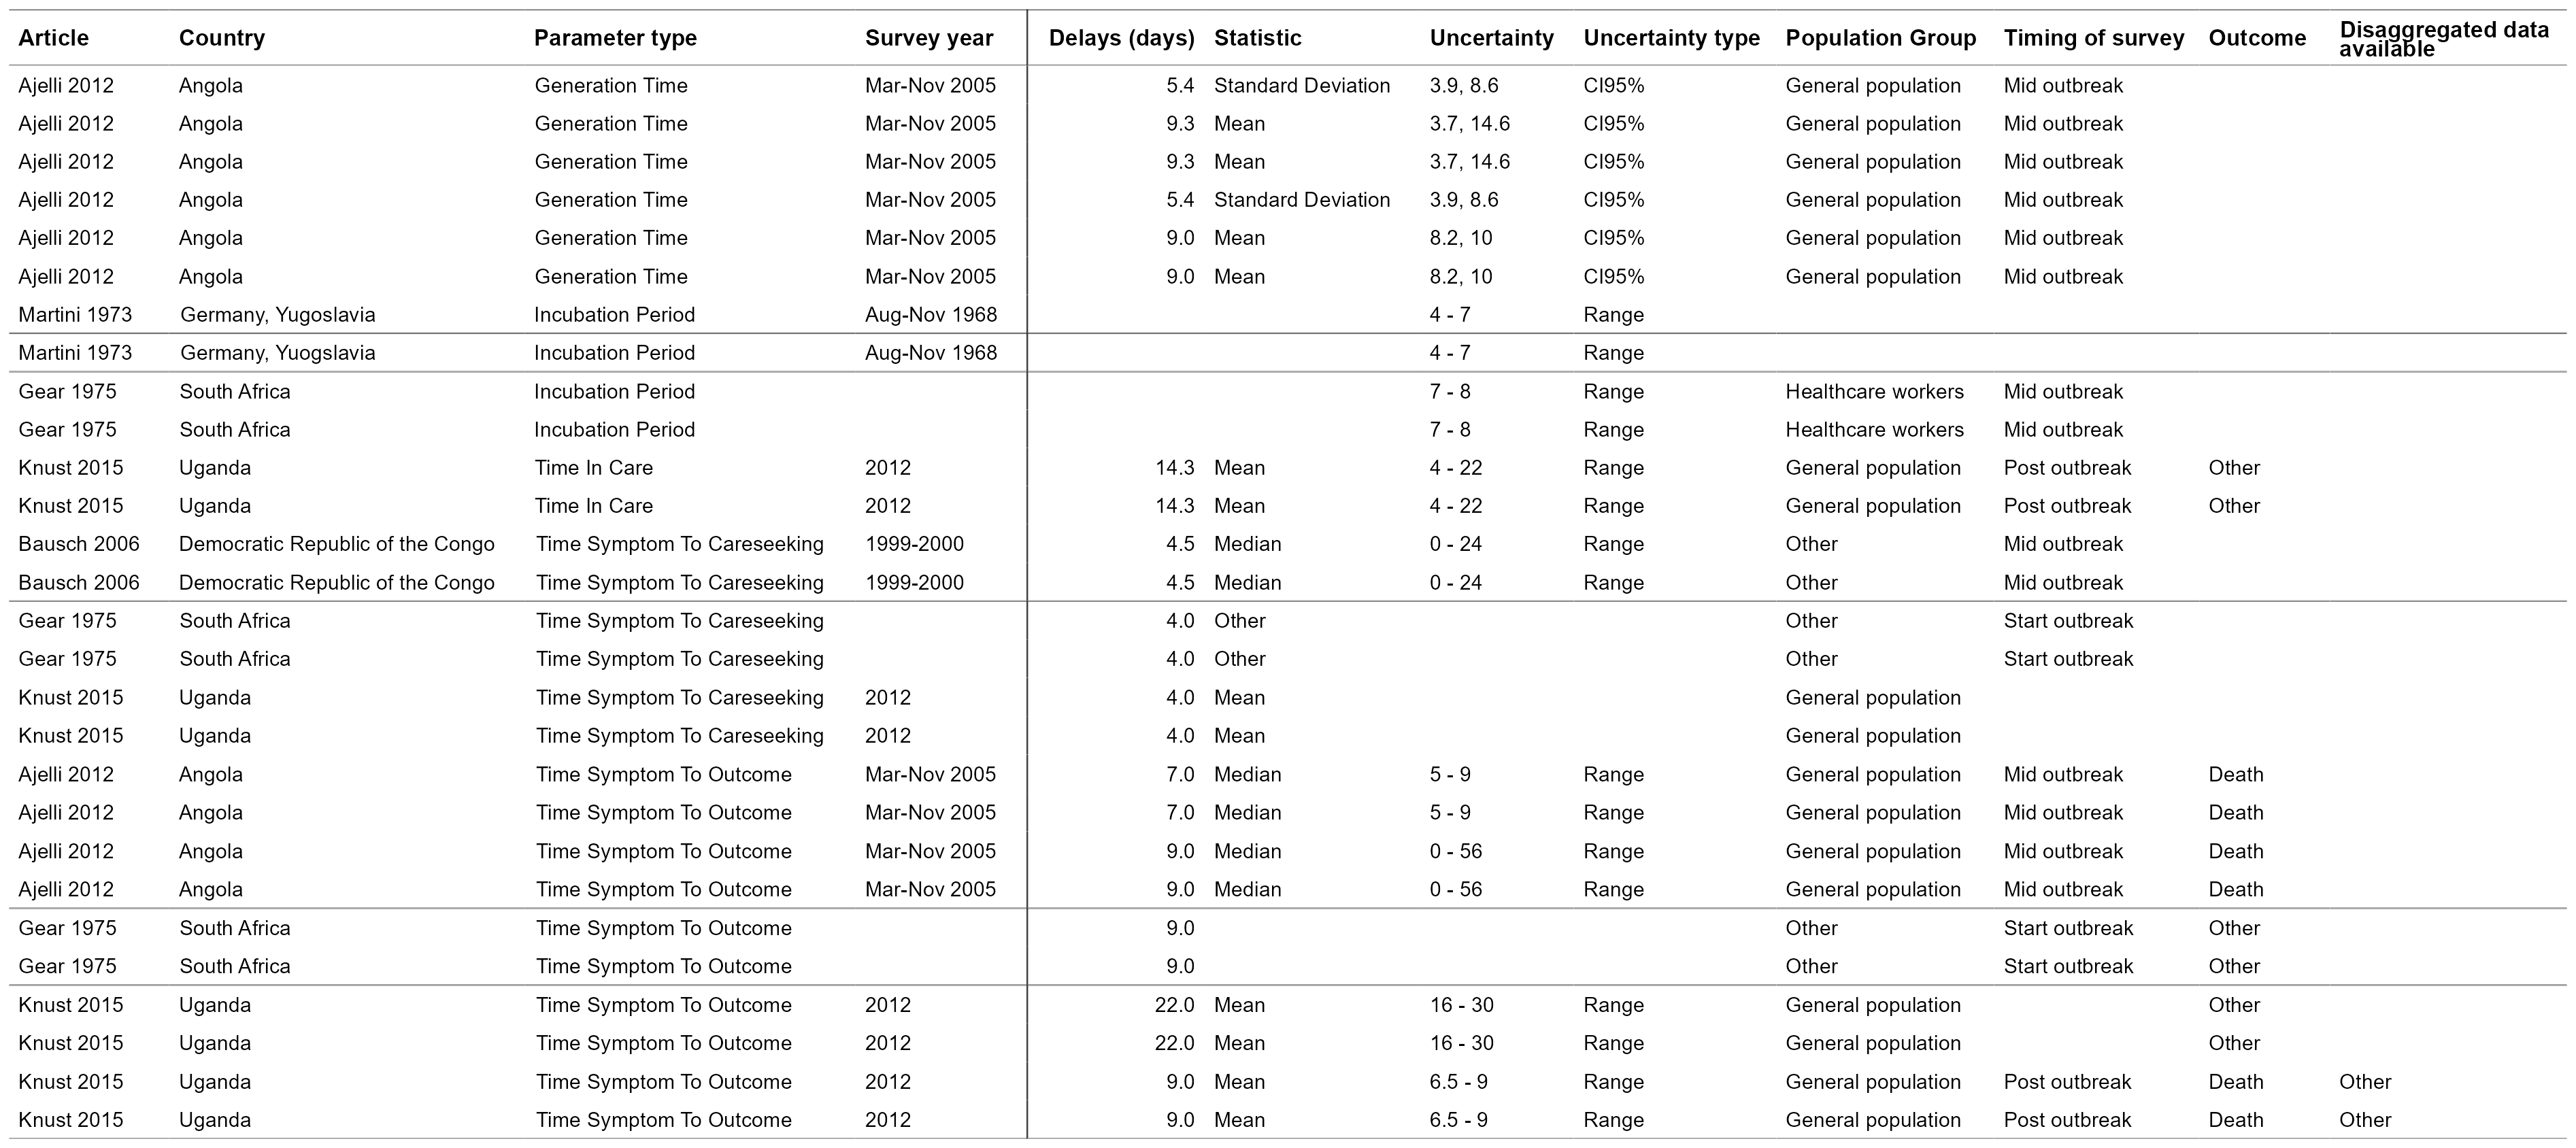 Article Country Parameter type Survey year Delays (days) Statistic Uncertainty Uncertainty type Population Group Timing of survey Outcome Disaggregated data available
Ajelli 2012 Angola Generation Time Mar-Nov 2005 5.4 Standard Deviation 3.9, 8.6 CI95% General population Mid outbreak
Ajelli 2012 Angola Generation Time Mar-Nov 2005 9.3 Mean 3.7, 14.6 CI95% General population Mid outbreak
Ajelli 2012 Angola Generation Time Mar-Nov 2005 9.3 Mean 3.7, 14.6 CI95% General population Mid outbreak
Ajelli 2012 Angola Generation Time Mar-Nov 2005 5.4 Standard Deviation 3.9, 8.6 CI95% General population Mid outbreak
Ajelli 2012 Angola Generation Time Mar-Nov 2005 9.0 Mean 8.2, 10 CI95% General population Mid outbreak
Ajelli 2012 Angola Generation Time Mar-Nov 2005 9.0 Mean 8.2, 10 CI95% General population Mid outbreak
Martini 1973 Germany, Yugoslavia Incubation Period Aug-Nov 1968 4 - 7 Range
Martini 1973 Germany, Yuogslavia Incubation Period Aug-Nov 1968 4 - 7 Range
Gear 1975 South Africa Incubation Period 7 - 8 Range Healthcare workers Mid outbreak
Gear 1975 South Africa Incubation Period 7 - 8 Range Healthcare workers Mid outbreak
Knust 2015 Uganda Time In Care 2012 14.3 Mean 4 - 22 Range General population Post outbreak Other
Knust 2015 Uganda Time In Care 2012 14.3 Mean 4 - 22 Range General population Post outbreak Other
Bausch 2006 Democratic Republic of the Congo Time Symptom To Careseeking 1999-2000 4.5 Median 0 - 24 Range Other Mid outbreak
Bausch 2006 Democratic Republic of the Congo Time Symptom To Careseeking 1999-2000 4.5 Median 0 - 24 Range Other Mid outbreak
Gear 1975 South Africa Time Symptom To Careseeking 4.0 Other Other Start outbreak
Gear 1975 South Africa Time Symptom To Careseeking 4.0 Other Other Start outbreak
Knust 2015 Uganda Time Symptom To Careseeking 2012 4.0 Mean General population
Knust 2015 Uganda Time Symptom To Careseeking 2012 4.0 Mean General population
Ajelli 2012 Angola Time Symptom To Outcome Mar-Nov 2005 7.0 Median 5 - 9 Range General population Mid outbreak Death
Ajelli 2012 Angola Time Symptom To Outcome Mar-Nov 2005 7.0 Median 5 - 9 Range General population Mid outbreak Death
Ajelli 2012 Angola Time Symptom To Outcome Mar-Nov 2005 9.0 Median 0 - 56 Range General population Mid outbreak Death
Ajelli 2012 Angola Time Symptom To Outcome Mar-Nov 2005 9.0 Median 0 - 56 Range General population Mid outbreak Death
Gear 1975 South Africa Time Symptom To Outcome 9.0 Other Start outbreak Other
Gear 1975 South Africa Time Symptom To Outcome 9.0 Other Start outbreak Other
Knust 2015 Uganda Time Symptom To Outcome 2012 22.0 Mean 16 - 30 Range General population Other
Knust 2015 Uganda Time Symptom To Outcome 2012 22.0 Mean 16 - 30 Range General population Other
Knust 2015 Uganda Time Symptom To Outcome 2012 9.0 Mean 6.5 - 9 Range General population Post outbreak Death Other
Knust 2015 Uganda Time Symptom To Outcome 2012 9.0 Mean 6.5 - 9 Range General population Post outbreak Death Other